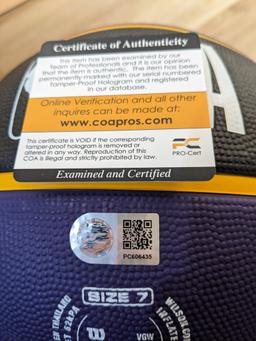 Certificate of Authenticity
This item has been examined by our
Team of Professionals and it is our opinion
that the item is authentic. The item has been
permanently marked with our serial numbered
Tamper-Proof Hologram and registered
in our database.
Online Verification and all other
inquires can be made at:
www.coapros.com
This certificate is VOID if the corresponding
tamper-proof hologram is removed or
altered in any way. Reproduction of this
COA is illegal and strictly prohibited by law.
PRO-Cert
Examined and Certified
PC606435
SIZE 7
THAILAND
WILSON
INFLATE
VGW